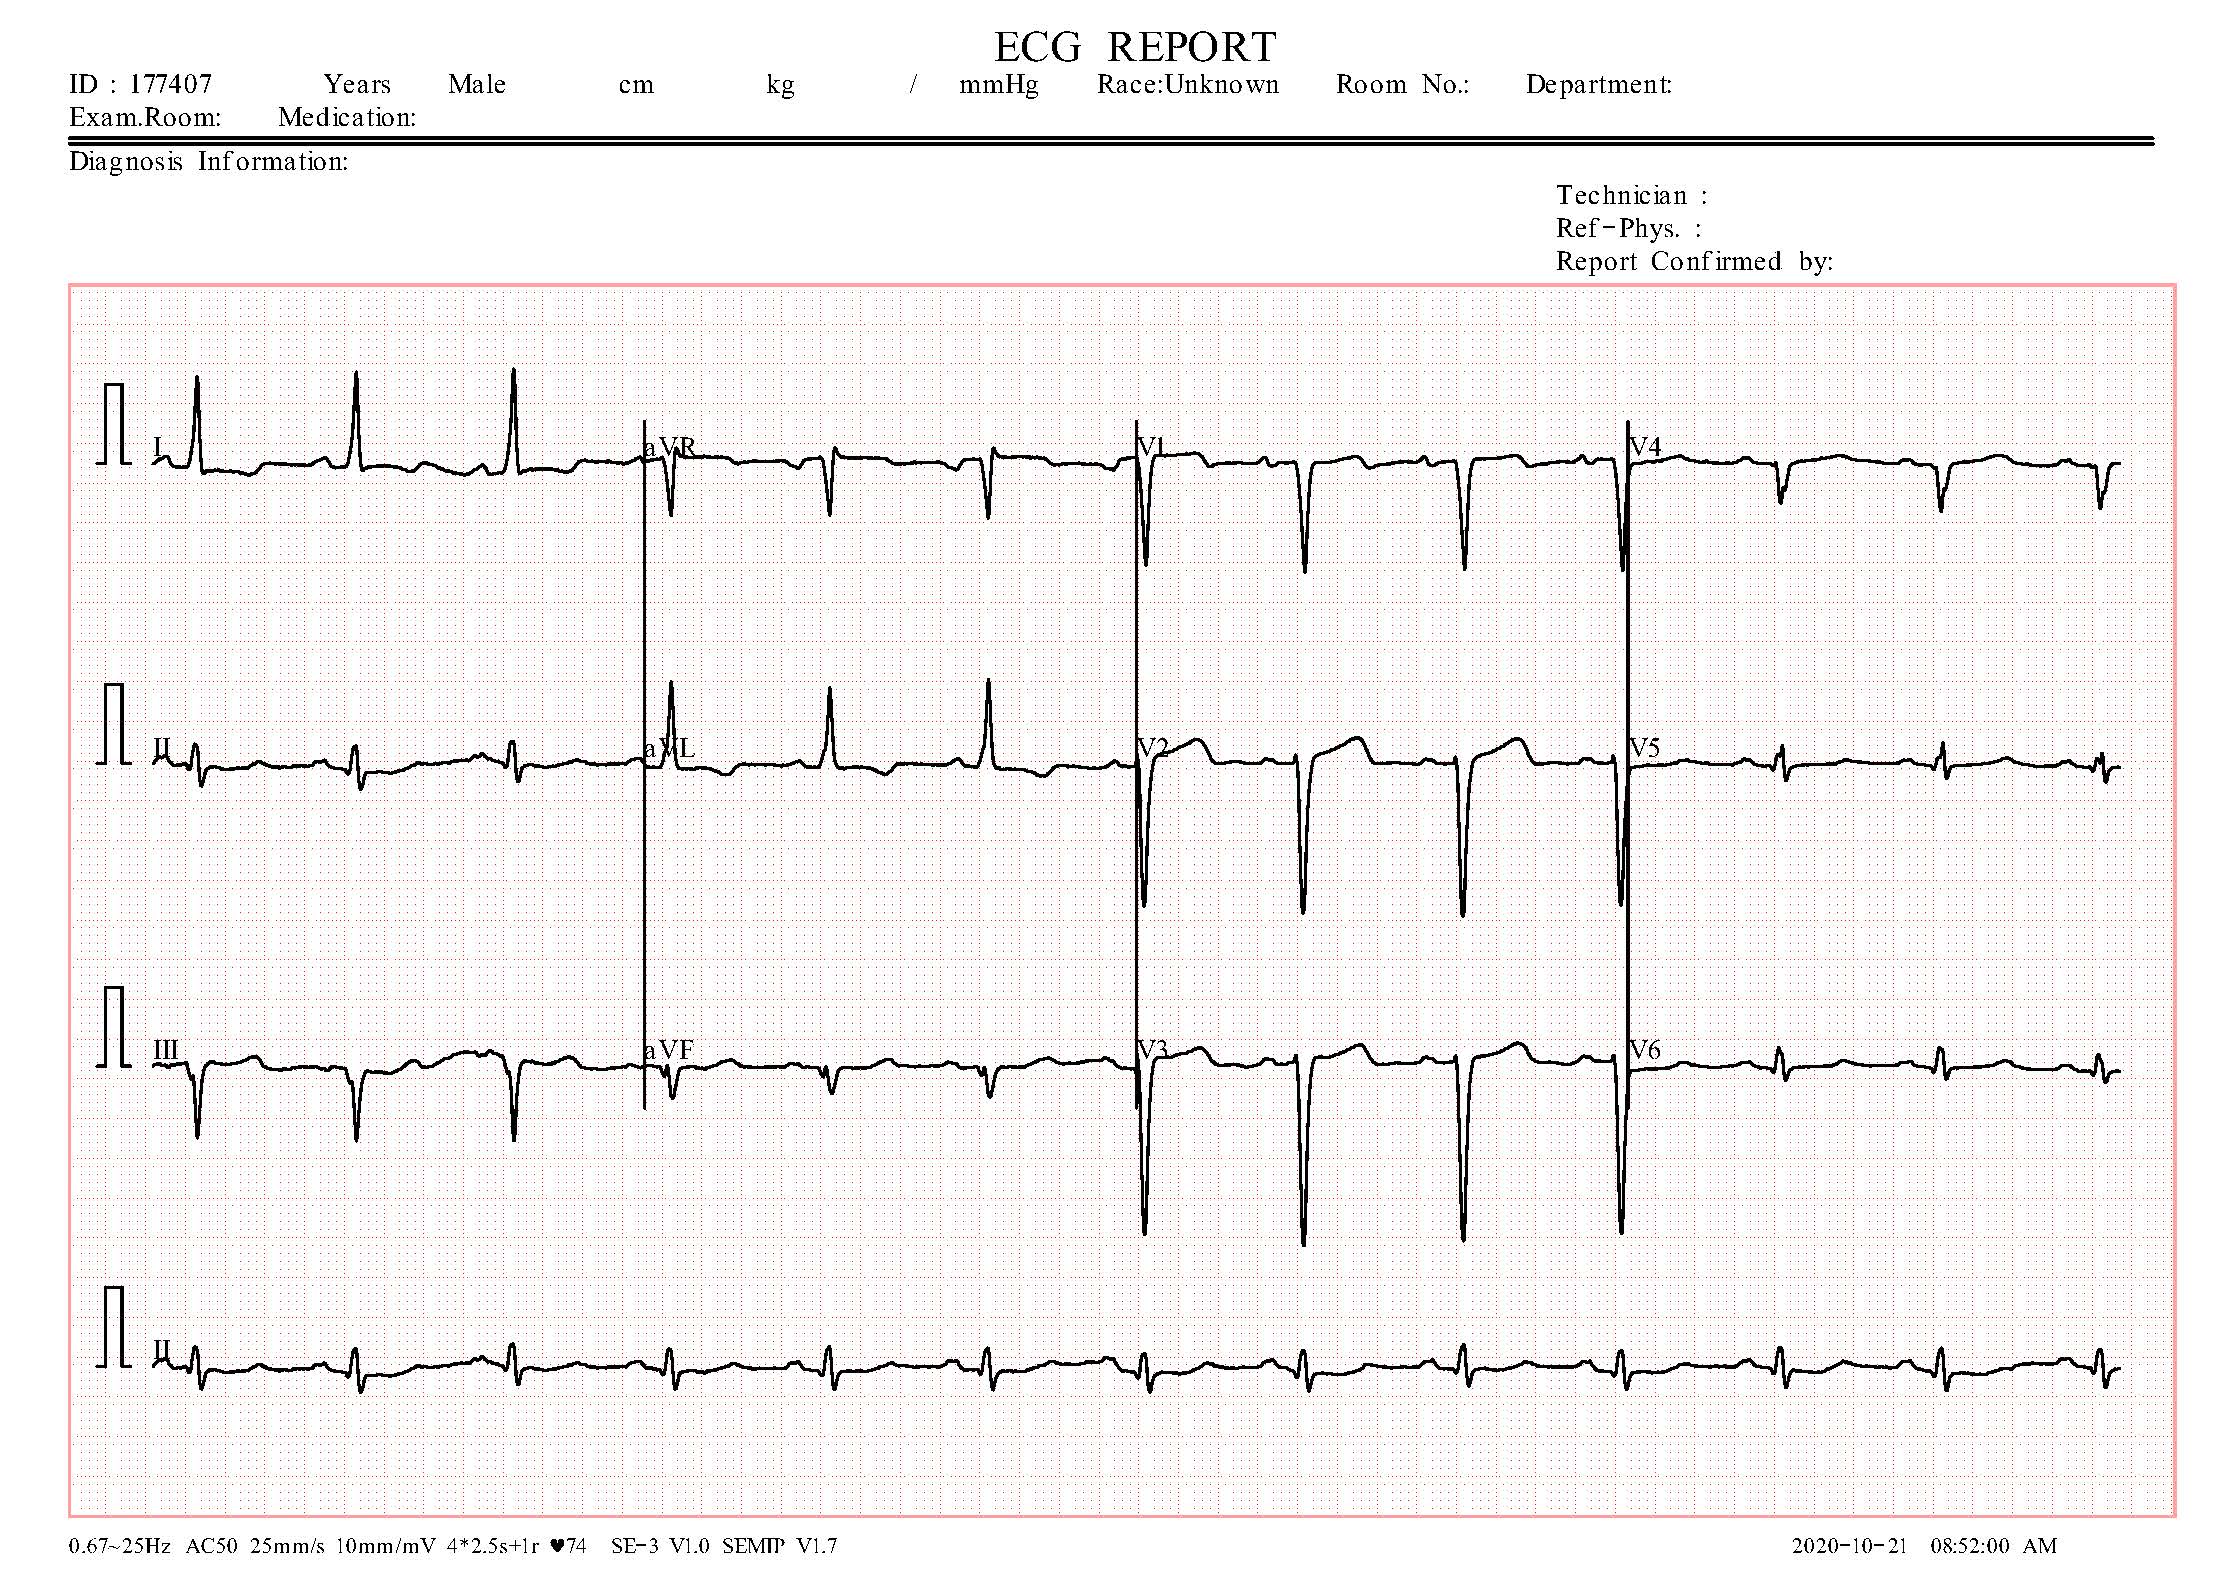 ECG REPORT
ID : 177407 Years Male cm kg / mmHg Race:Unknown Room No.: Department:
Exam.Room: Medication:
Diagnosis Information:
Technician :
Ref-Phys. :
Report Confirmed by:
I aVR V1 V4
II aVL V2 V5
III aVF V3 V6
II
0.67~25Hz AC50 25mm/s 10mm/mV 4*2.5s+1r ♥74 SE-3 V1.0 SEMIP V1.7 2020-10-21 08:52:00 AM